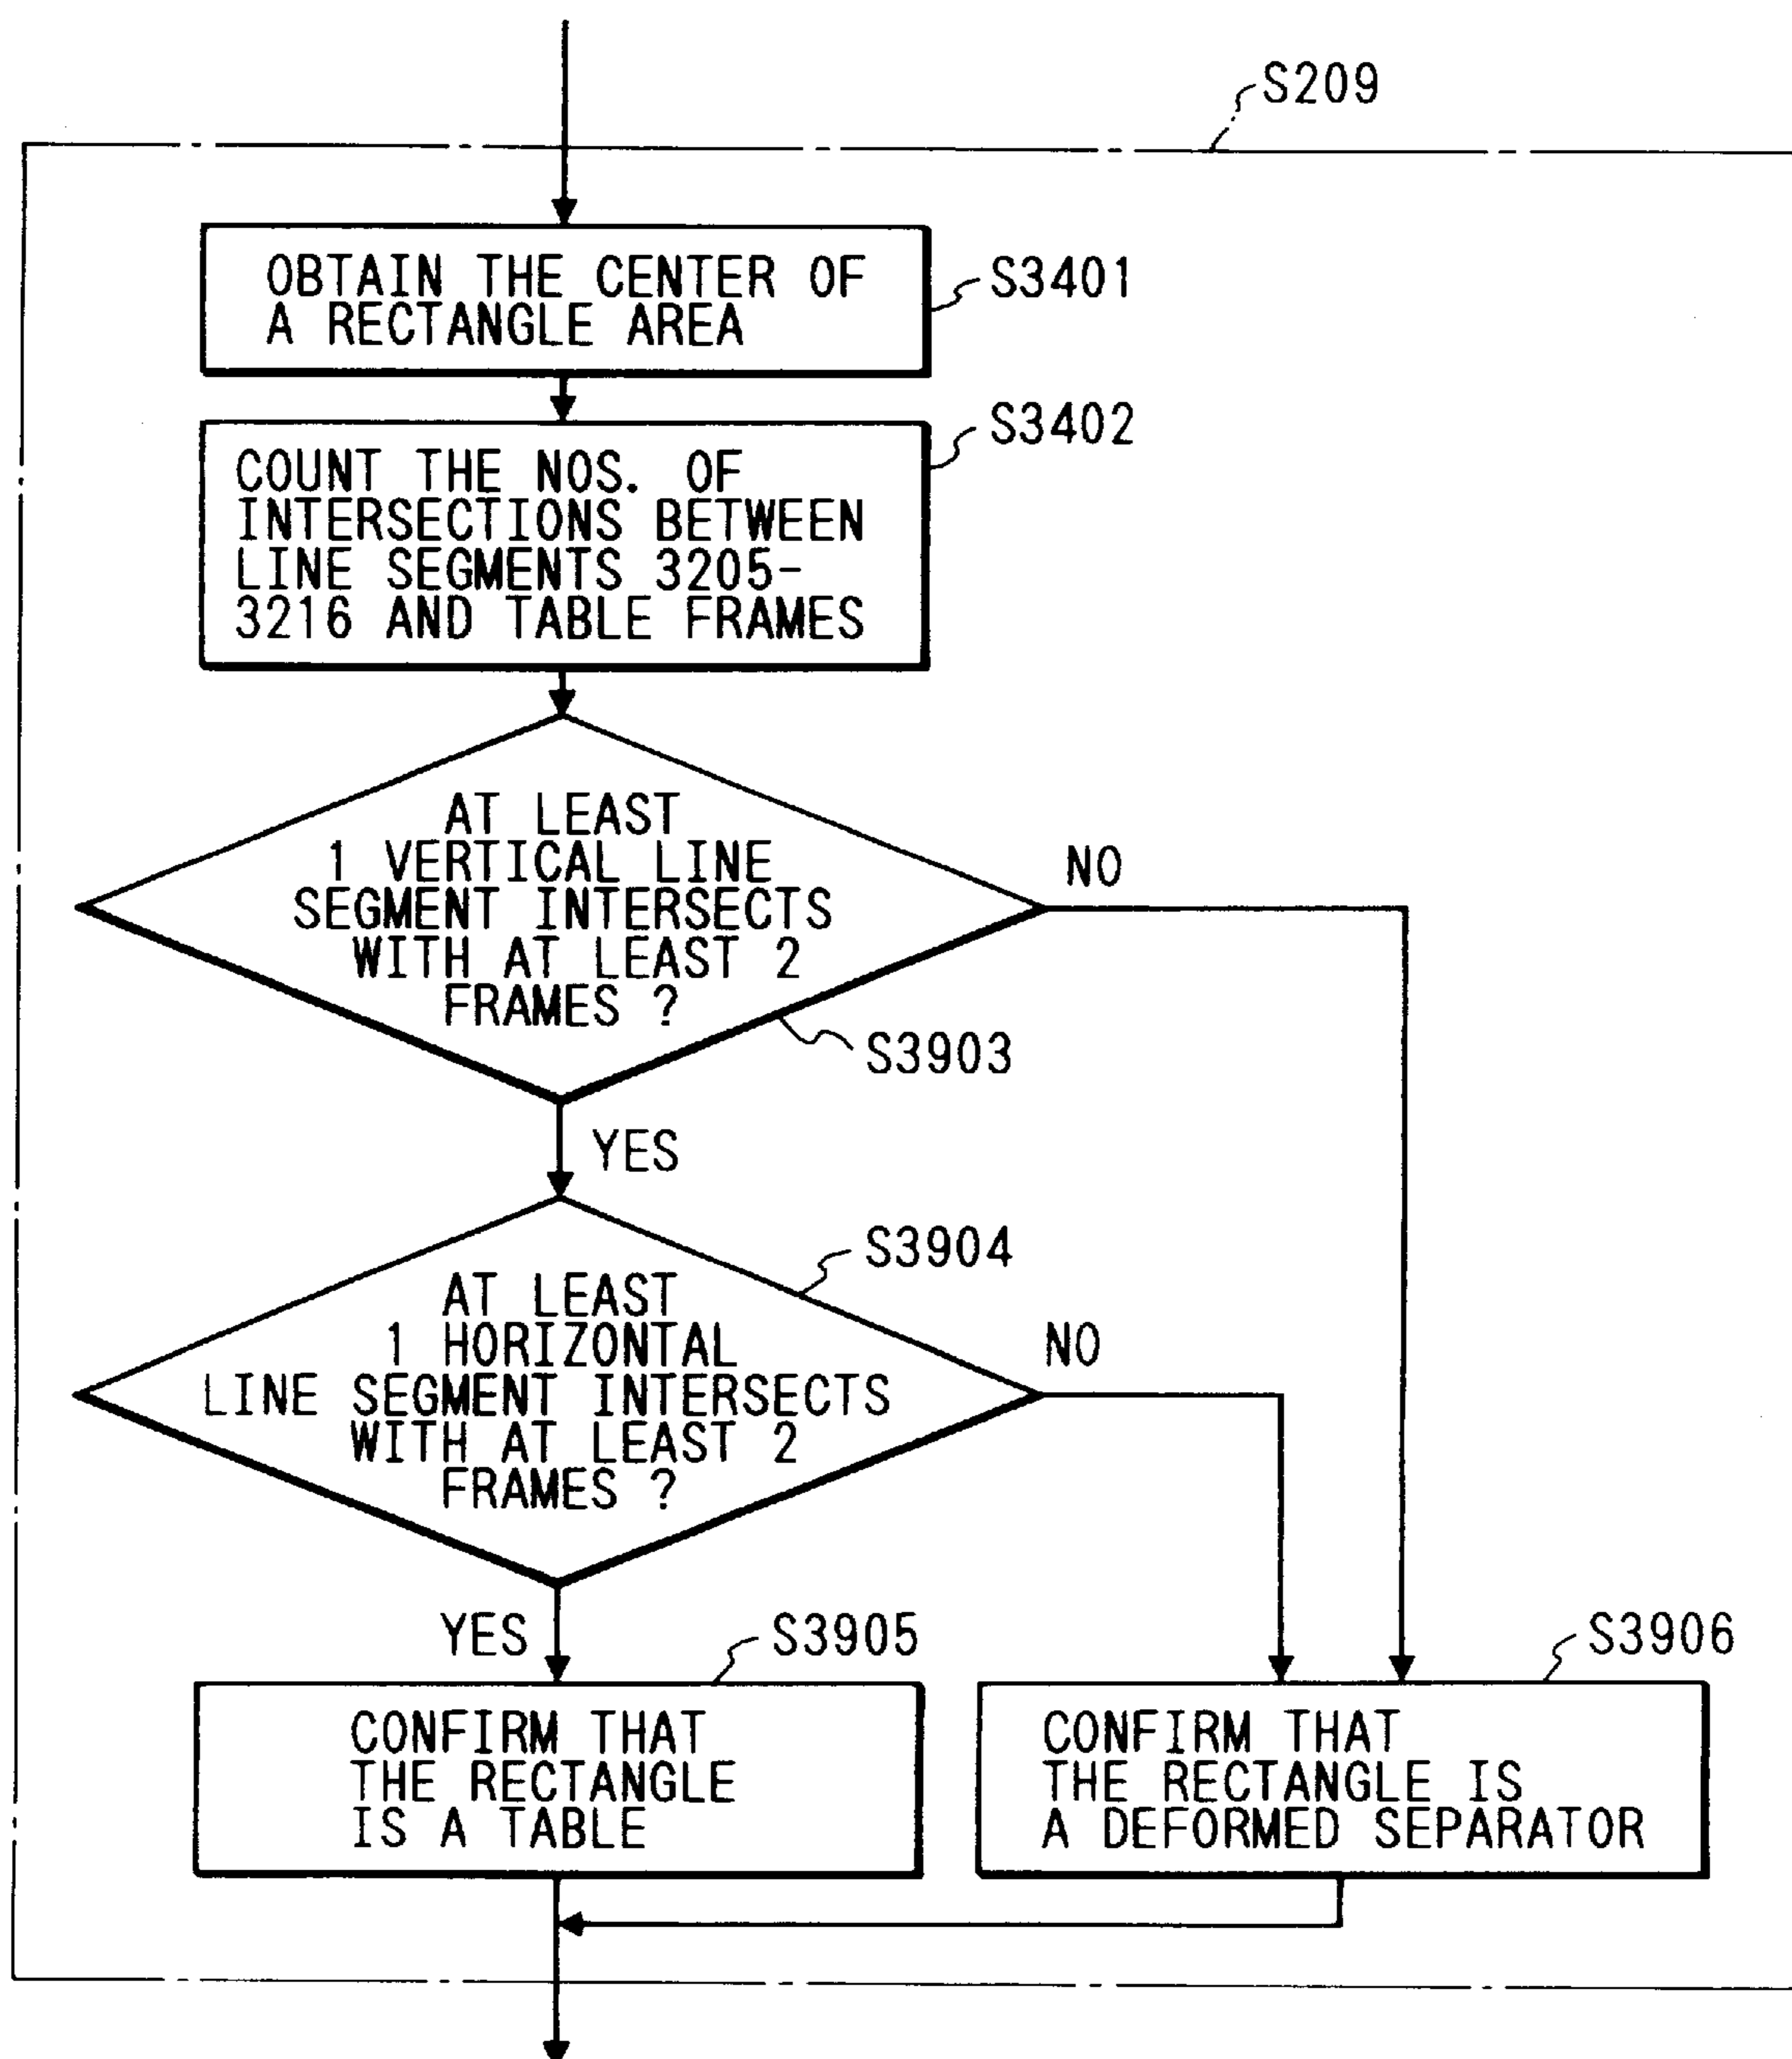 S209
OBTAIN THE CENTER OF
A RECTANGLE AREA
S3401
S3402
COUNT THE NOS. OF
INTERSECTIONS BETWEEN
LINE SEGMENTS 3205-
3216 AND TABLE FRAMES
AT LEAST
1 VERTICAL LINE
SEGMENT INTERSECTS
WITH AT LEAST 2
FRAMES ?
NO
S3903
YES
S3904
AT LEAST
1 HORIZONTAL
LINE SEGMENT INTERSECTS
WITH AT LEAST 2
FRAMES ?
NO
YES
S3905
S3906
CONFIRM THAT
THE RECTANGLE
IS A TABLE
CONFIRM THAT
THE RECTANGLE IS
A DEFORMED SEPARATOR